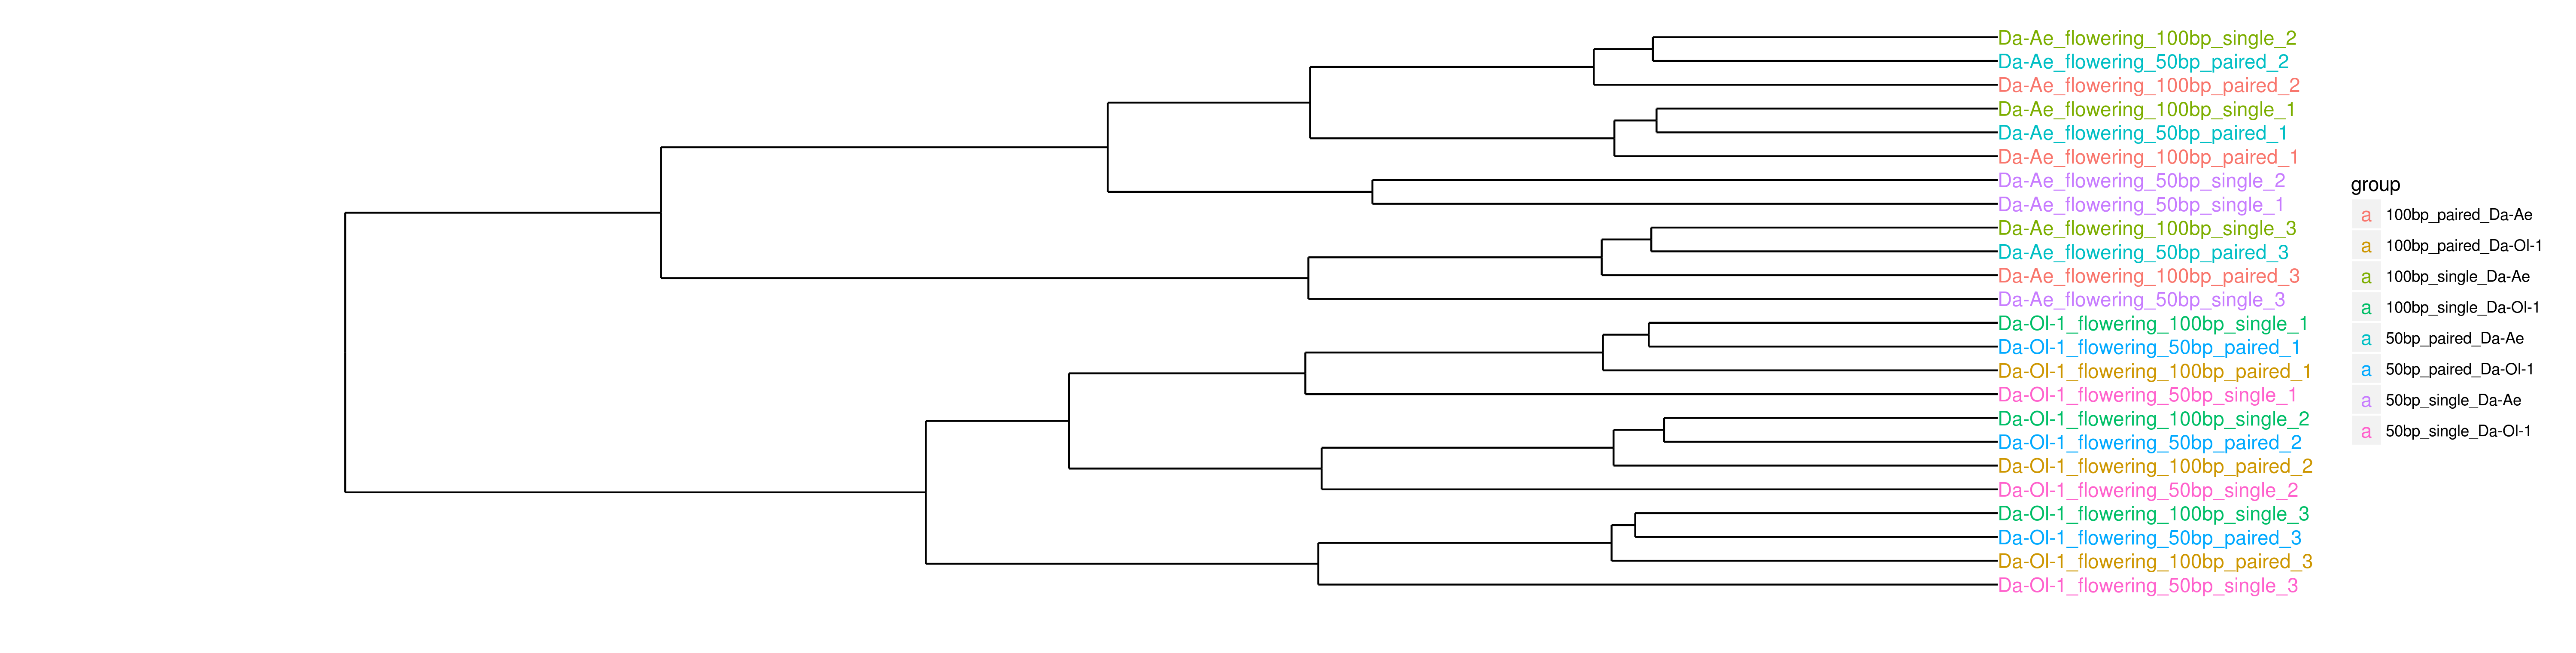 Da-Ae_flowering_100bp_single_2
Da-Ae_flowering_50bp_paired_2
Da-Ae_flowering_100bp_paired_2
Da-Ae_flowering_100bp_single_1
Da-Ae_flowering_50bp_paired_1
Da-Ae_flowering_100bp_paired_1
Da-Ae_flowering_50bp_single_2
Da-Ae_flowering_50bp_single_1
Da-Ae_flowering_100bp_single_3
Da-Ae_flowering_50bp_paired_3
Da-Ae_flowering_100bp_paired_3
Da-Ae_flowering_50bp_single_3
Da-Ol-1_flowering_100bp_single_1
Da-Ol-1_flowering_50bp_paired_1
Da-Ol-1_flowering_100bp_paired_1
Da-Ol-1_flowering_50bp_single_1
Da-Ol-1_flowering_100bp_single_2
Da-Ol-1_flowering_50bp_paired_2
Da-Ol-1_flowering_100bp_paired_2
Da-Ol-1_flowering_50bp_single_2
Da-Ol-1_flowering_100bp_single_3
Da-Ol-1_flowering_50bp_paired_3
Da-Ol-1_flowering_100bp_paired_3
Da-Ol-1_flowering_50bp_single_3
group
a 100bp_paired_Da-Ae
a 100bp_paired_Da-Ol-1
a 100bp_single_Da-Ae
a 100bp_single_Da-Ol-1
a 50bp_paired_Da-Ae
a 50bp_paired_Da-Ol-1
a 50bp_single_Da-Ae
a 50bp_single_Da-Ol-1